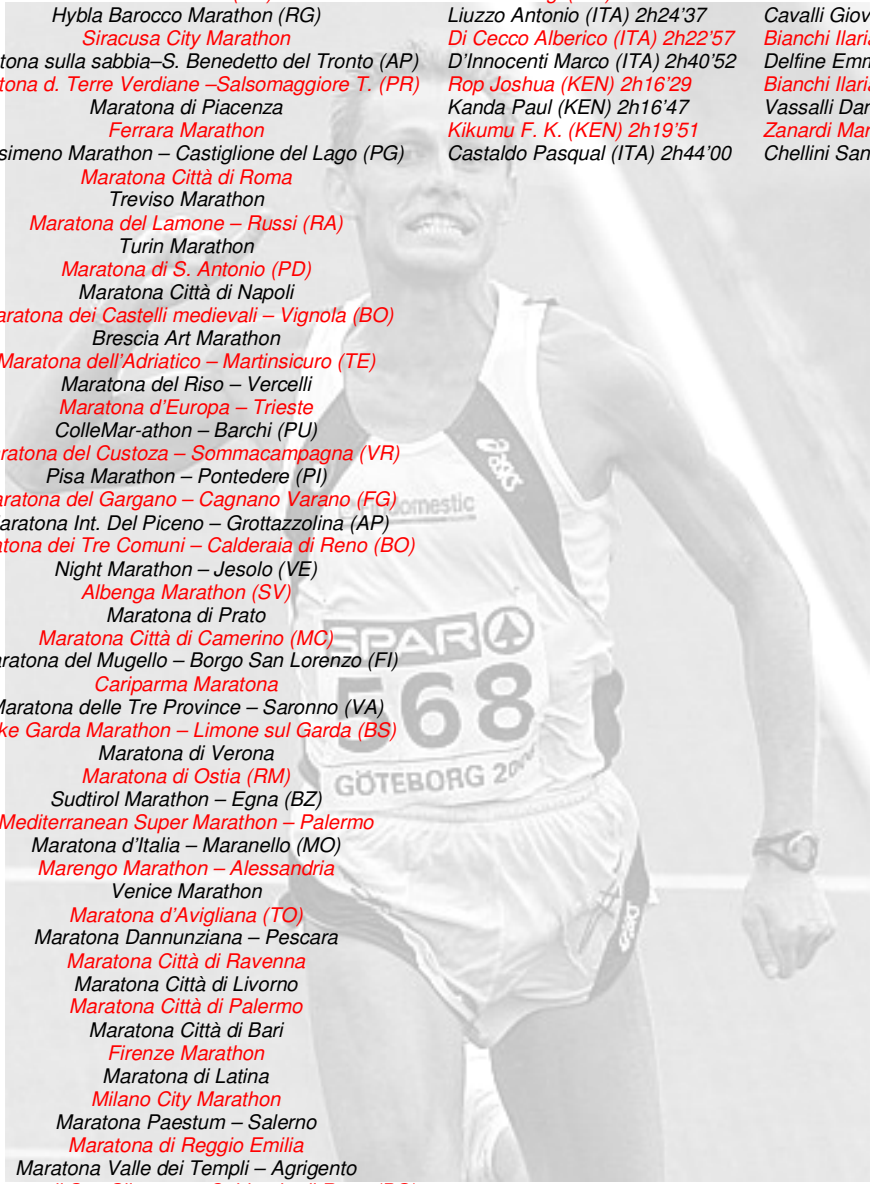 Hybla Barocco Marathon (RG) Liuzzo Antonio (ITA) 2h24'37 Cavalli
Siracusa City Marathon Di Cecco Alberico (ITA) 2h22'57 Bianchi
sulla sabbia–S. Benedetto del Tronto (AP) D'Innocenti Marco (ITA) 2h40'52 Delfine
d. Terre Verdiane –Salsomaggiore T. (PR) Rop Joshua (KEN) 2h16'29 Bianchi
Maratona di Piacenza Kanda Paul (KEN) 2h16'47 Vassalli
Ferrara Marathon Kikumu F. K. (KEN) 2h19'51 Zanardi
Marathon – Castiglione del Lago (PG) Castaldo Pasqual (ITA) 2h44'00 Chellini
Maratona Città di Roma
Treviso Marathon
Maratona del Lamone – Russi (RA)
Turin Marathon
Maratona di S. Antonio (PD)
Maratona Città di Napoli
dei Castelli medievali – Vignola (BO)
Brescia Art Marathon
Maratona dell'Adriatico – Martinsicuro (TE)
Maratona del Riso – Vercelli
Maratona d'Europa – Trieste
ColleMar-athon – Barchi (PU)
del Custoza – Sommacampagna (VR)
Pisa Marathon – Pontedere (PI)
del Gargano – Cagnano Varano (FG)
Int. Del Piceno – Grottazzolina (AP)
dei Tre Comuni – Calderaia di Reno (BO)
Night Marathon – Jesolo (VE)
Albenga Marathon (SV)
Maratona di Prato
Maratona Città di Camerino (MC)
del Mugello – Borgo San Lorenzo (FI)
Cariparma Maratona
Maratona delle Tre Province – Saronno (VA)
Garda Marathon – Limone sul Garda (BS)
Maratona di Verona
Maratona di Ostia (RM)
Sudtirol Marathon – Egna (BZ)
Mediterranean Super Marathon – Palermo
Maratona d'Italia – Maranello (MO)
Marengo Marathon – Alessandria
Venice Marathon
Maratona d'Avigliana (TO)
Maratona Dannunziana – Pescara
Maratona Città di Ravenna
Maratona Città di Livorno
Maratona Città di Palermo
Maratona Città di Bari
Firenze Marathon
Maratona di Latina
Milano City Marathon
Maratona Paestum – Salerno
Maratona di Reggio Emilia
Maratona Valle dei Templi – Agrigento
asics
SPAR
568
GÖTEBORG
asics